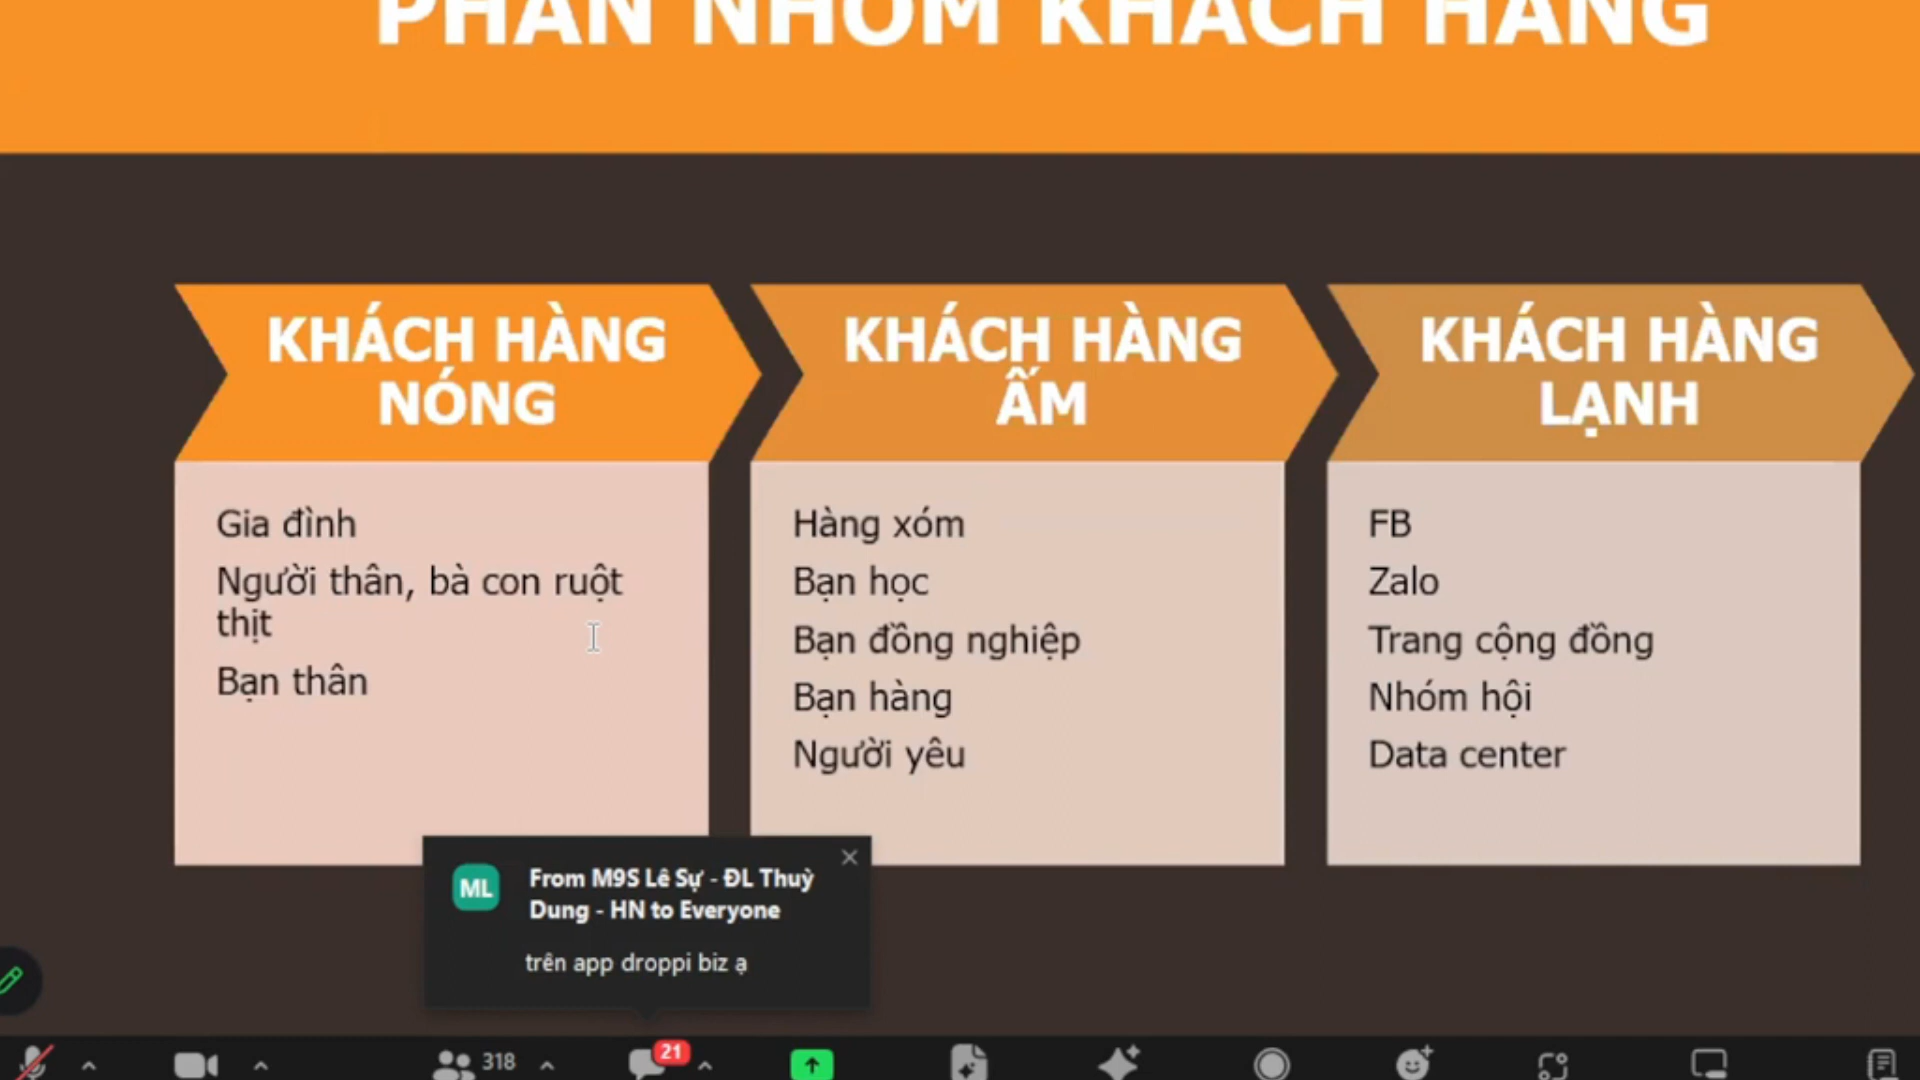 PHÂN NHÓM KHÁCH HÀNG
KHÁCH HÀNG
NÓNG
Gia đình
Người thân, bà con ruột
thịt
Bạn thân
KHÁCH HÀNG
ẤM
Hàng xóm
Bạn học
Bạn đồng nghiệp
Bạn hàng
Người yêu
KHÁCH HÀNG
LẠNH
FB
Zalo
Trang cộng đồng
Nhóm hội
Data center
ML
From M9S Lê Sự - ĐL Thuỳ
Dung - HN to Everyone
trên app droppi biz ạ
318
21